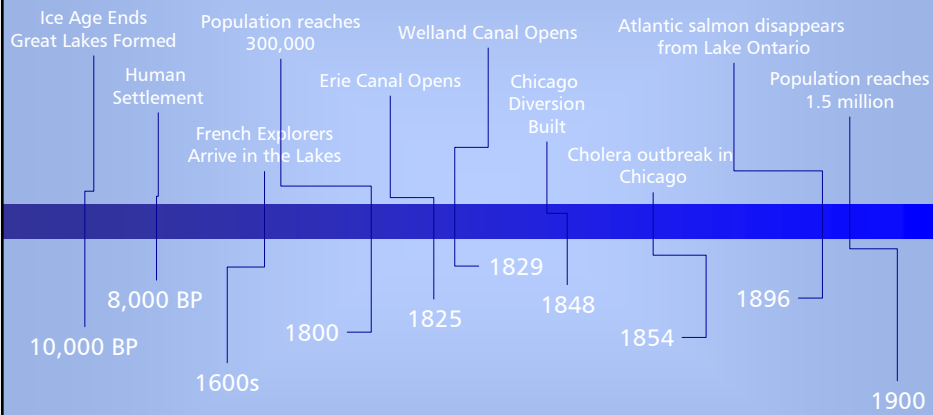 Ice Age Ends
Great Lakes Formed
Human
Settlement
Population reaches
300,000
French Explorers
Arrive in the Lakes
Erie Canal Opens
Welland Canal Opens
Chicago
Diversion
Built
Cholera outbreak in
Chicago
Atlantic salmon disappears
from Lake Ontario
Population reaches
1.5 million
10,000 BP
8,000 BP
1600s
1800
1825
1829
1848
1854
1896
1900